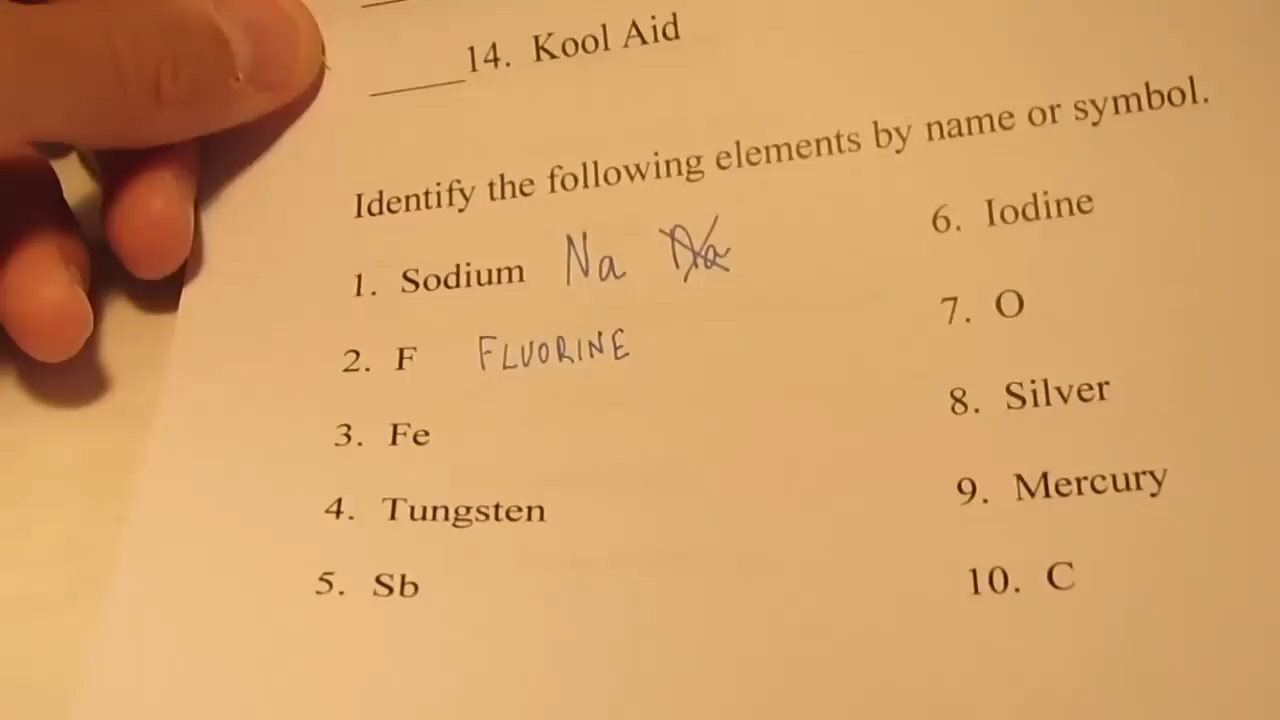 14. Kool Aid
Identify the following elements by name or symbol.
1. Sodium Na
2. F FLUORINE
3. Fe
4. Tungsten
5. Sb
6. Iodine
7. O
8. Silver
9. Mercury
10. C